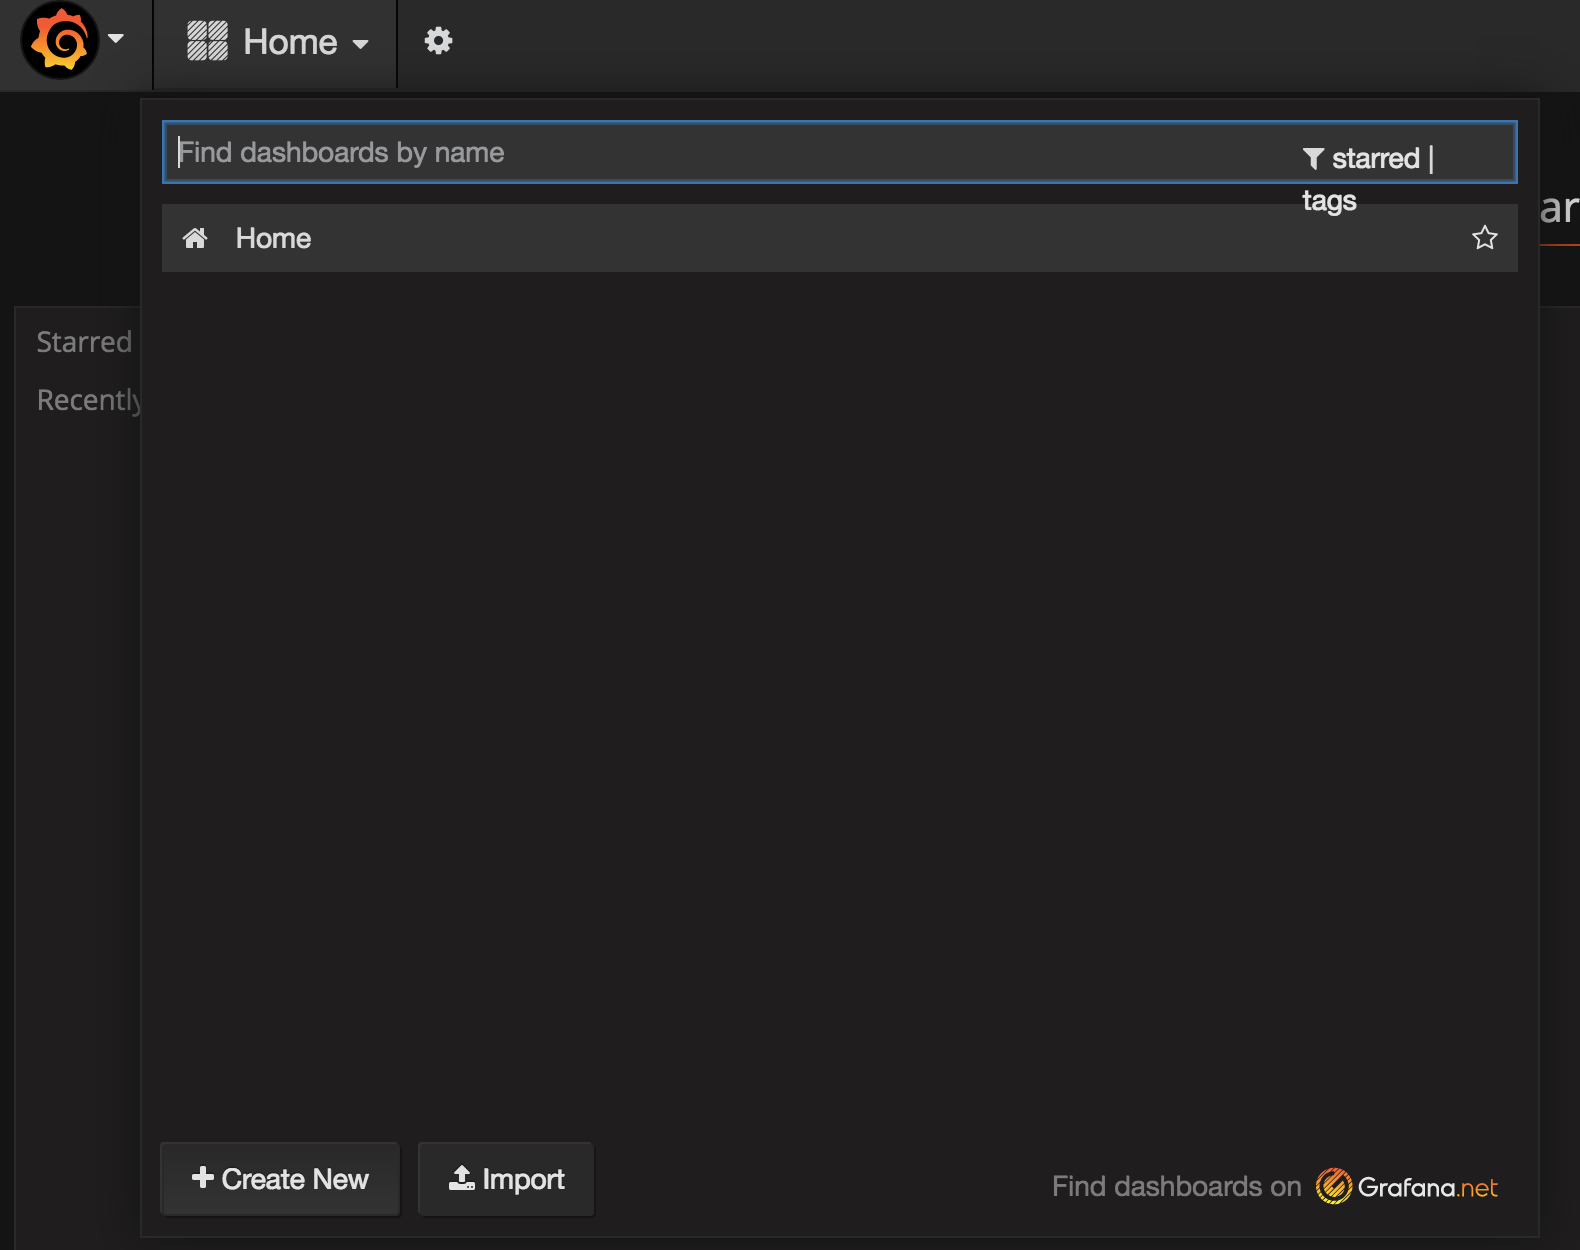 Home
Find dashboards by name
starred |
tags
ar
Home
Starred
Recently
Create New
Import
Find dashboards on Grafana.net